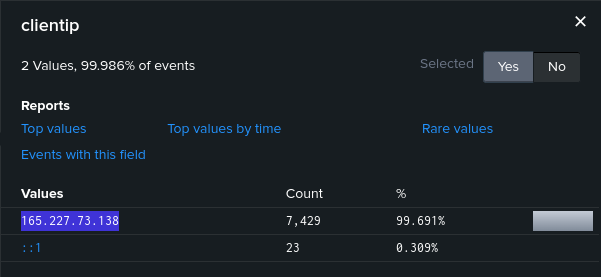 clientip
2 Values, 99.986% of events
Selected Yes No
Reports
Top values Top values by time Rare values
Events with this field
Values Count %
165.227.73.138 7,429 99.691%
::1 23 0.309%